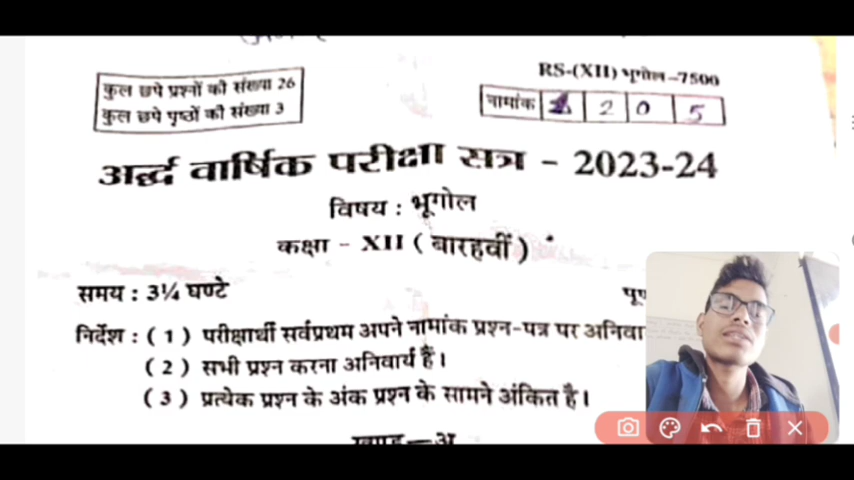 कुल छपे प्रश्नों की संख्या 26
कुल छपे पृष्ठों की संख्या 3
RS-(XII) भूगोल-7500
नामांक 2 0 5
अर्द्ध वार्षिक परीक्षा सत्र - 2023-24
विषय : भूगोल
कक्षा - XII ( बारहवीं )
समय : 3¼ घण्टे
निर्देश : ( 1 ) परीक्षार्थी सर्वप्रथम अपने नामांक प्रश्न-पत्र पर
( 2 ) सभी प्रश्न करना अनिवार्य हैं।
( 3 ) प्रत्येक प्रश्न के अंक प्रश्न के सामने अंकित है।